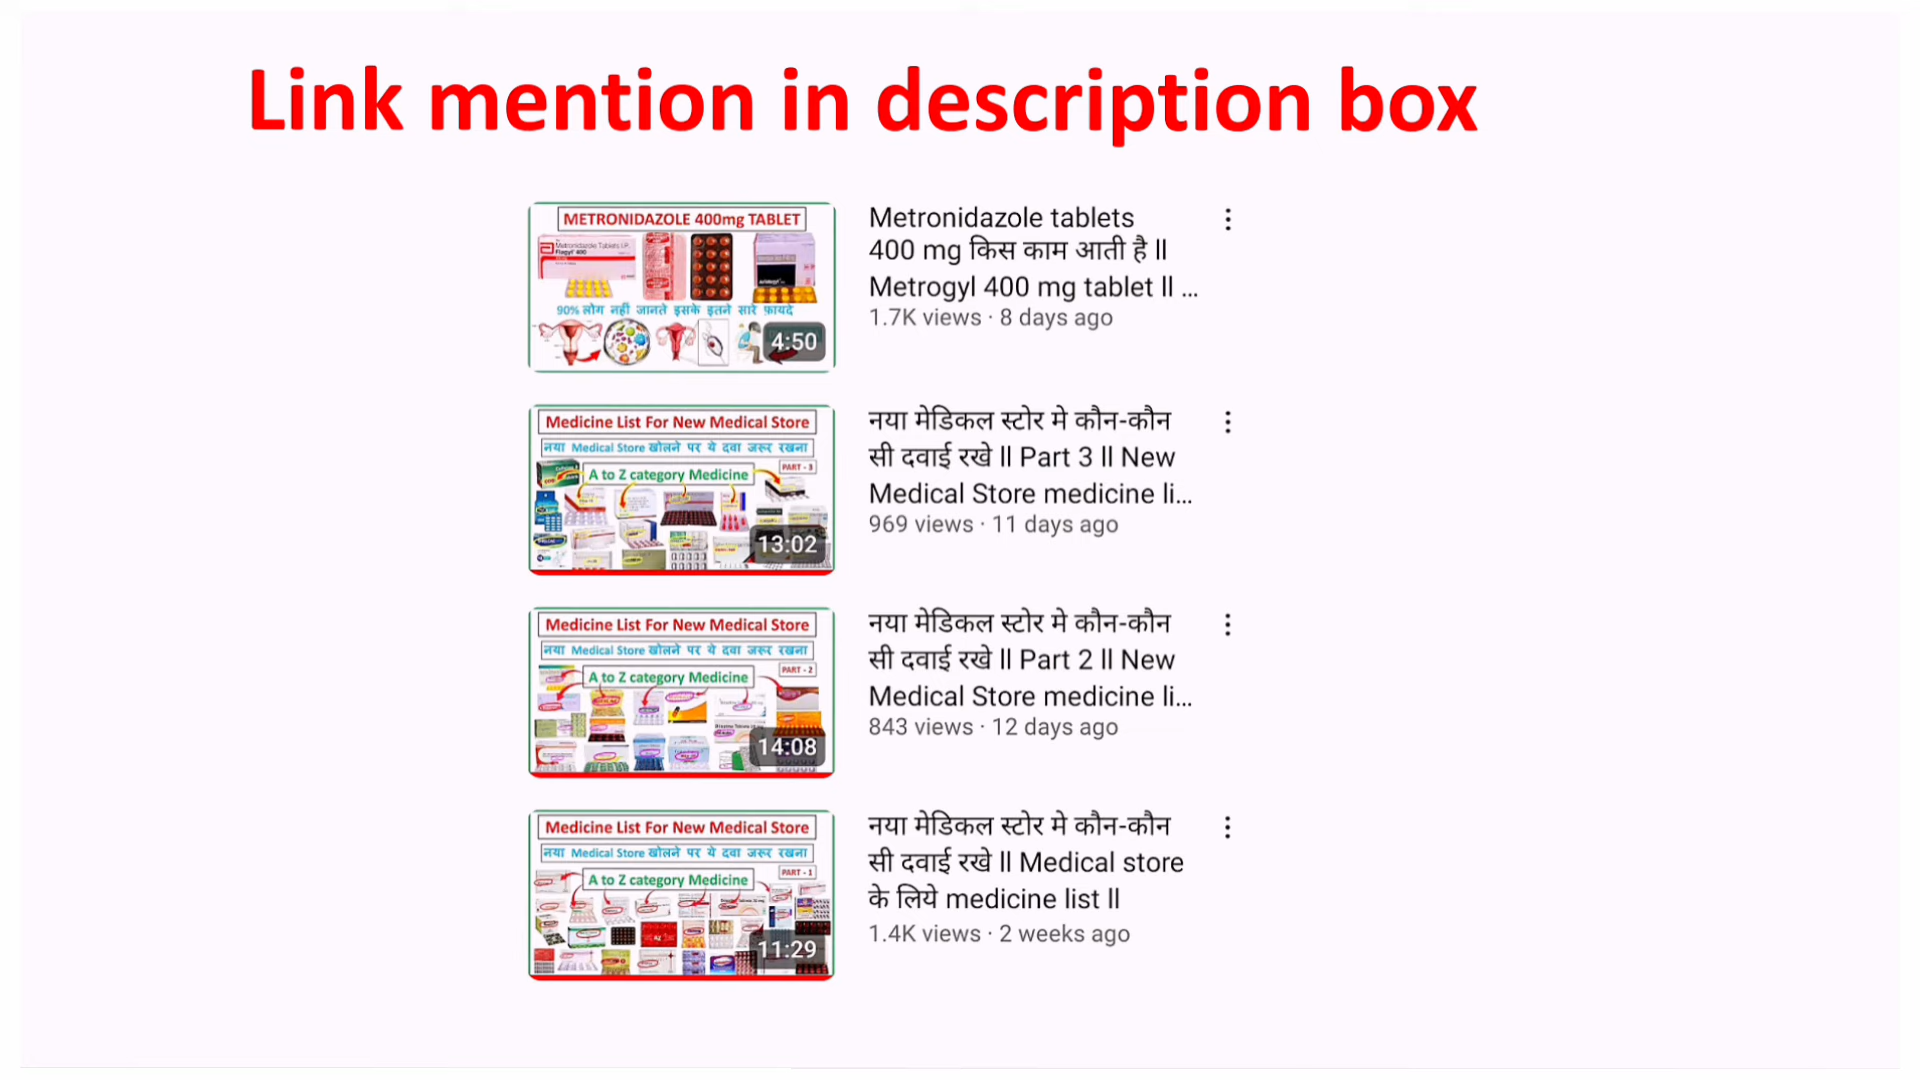 Link mention in description box
METRONIDAZOLE 400mg TABLET
Metronidazole Tablets I.P.
Flagyl 400
90% लोग नहीं जानते इसके इतने सारे फ़ायदे
4:50
Metronidazole tablets
400 mg किस काम आती है ll
Metrogyl 400 mg tablet ll ...
1.7K views · 8 days ago
Medicine List For New Medical Store
नया Medical Store खोलने पर ये दवा जरूर रखना
PART - 3
A to Z category Medicine
13:02
नया मेडिकल स्टोर मे कौन-कौन
सी दवाई रखे ll Part 3 ll New
Medical Store medicine li...
969 views · 11 days ago
Medicine List For New Medical Store
नया Medical Store खोलने पर ये दवा जरूर रखना
PART - 2
A to Z category Medicine
14:08
नया मेडिकल स्टोर मे कौन-कौन
सी दवाई रखे ll Part 2 ll New
Medical Store medicine li...
843 views · 12 days ago
Medicine List For New Medical Store
नया Medical Store खोलने पर ये दवा जरूर रखना
PART - 1
A to Z category Medicine
11:29
नया मेडिकल स्टोर मे कौन-कौन
सी दवाई रखे ll Medical store
के लिये medicine list ll
1.4K views · 2 weeks ago